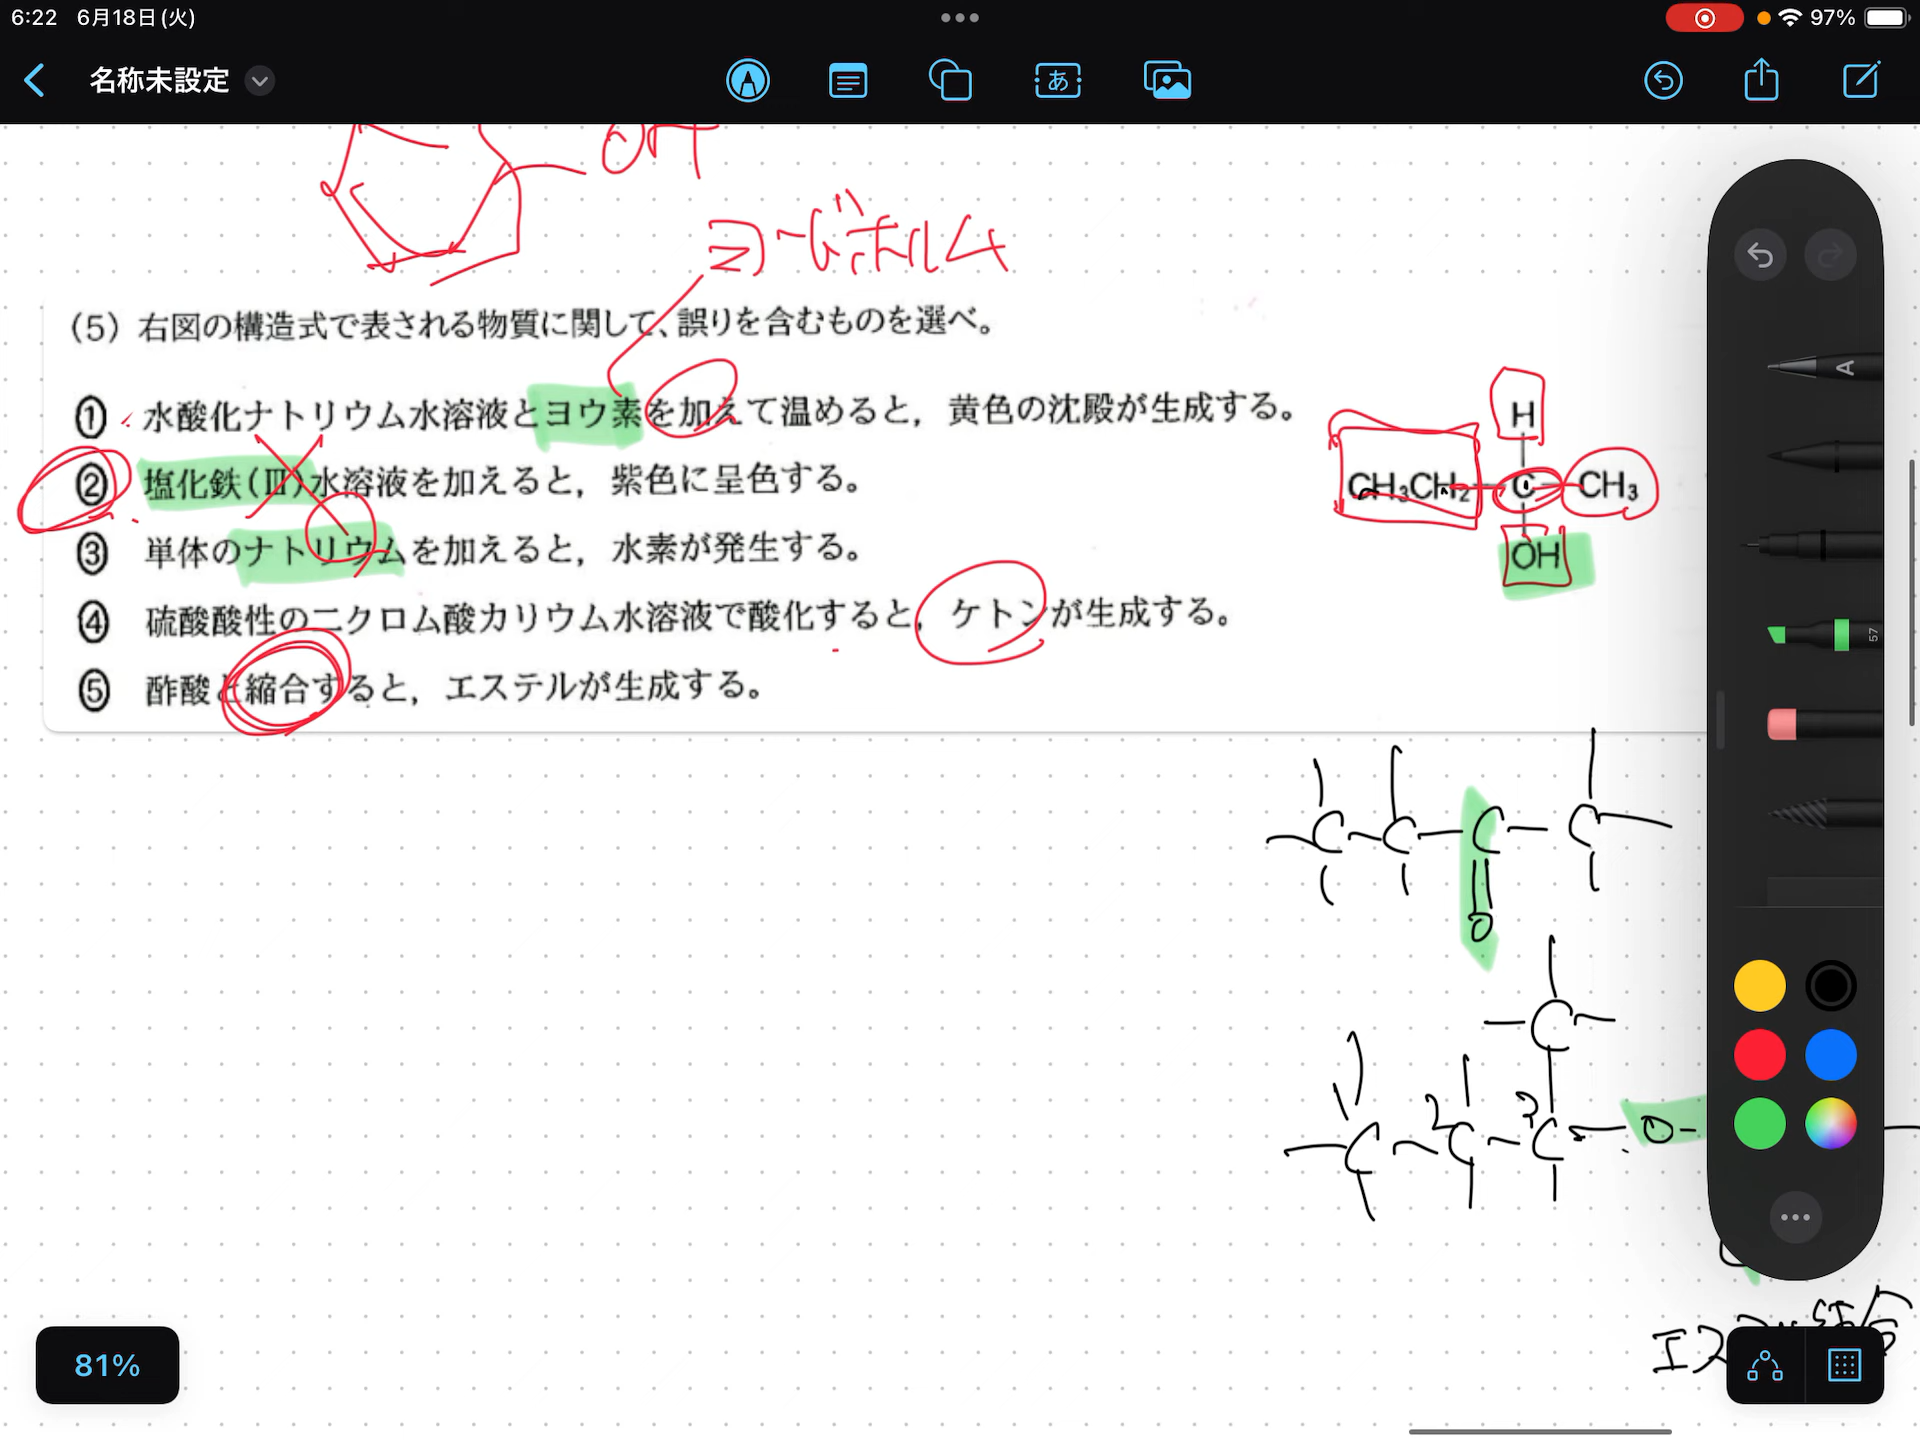 6:22 6月18日(火)
97%
名称未設定
あ
OH
ヨードホルム
(5) 右図の構造式で表される物質に関して、誤りを含むものを選べ。
① 水酸化ナトリウム水溶液とヨウ素を加えて温めると，黄色の沈殿が生成する。
② 塩化鉄(Ⅲ)水溶液を加えると，紫色に呈色する。
③ 単体のナトリウムを加えると，水素が発生する。
④ 硫酸酸性の二クロム酸カリウム水溶液で酸化すると，ケトンが生成する。
⑤ 酢酸と縮合すると，エステルが生成する。
H
CH₃CH₂ C CH₃
OH
A
57
C C C C
O
C
2 3
C C C O
81%